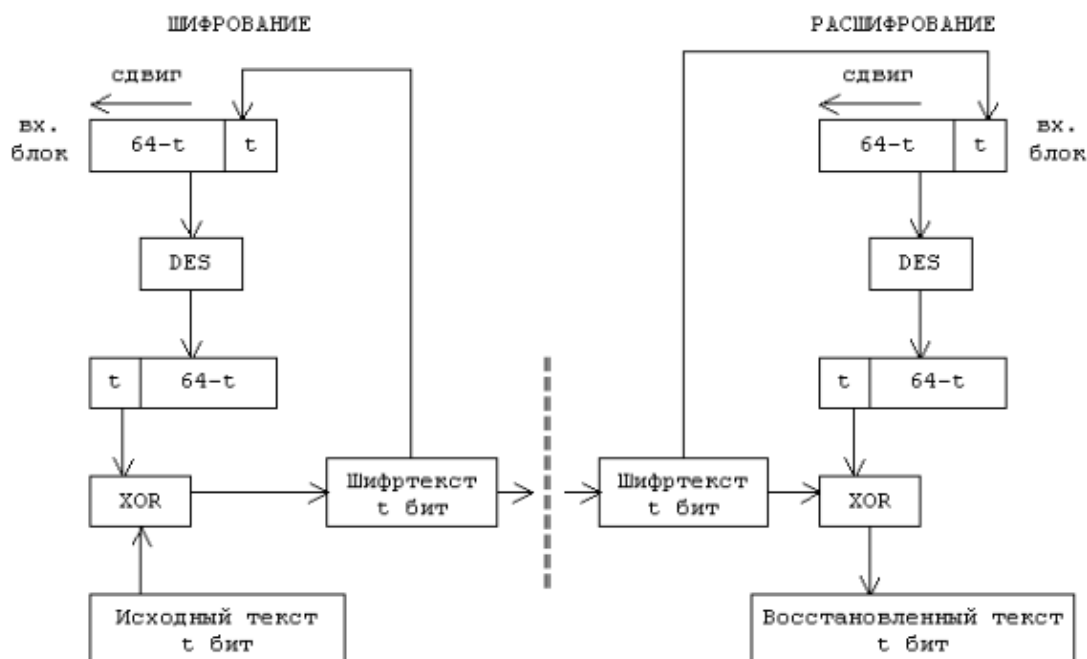 ШИФРОВАНИЕ
РАСШИФРОВАНИЕ
сдвиг
сдвиг
вх.
блок
64-t
t
64-t
t
вх.
блок
DES
DES
t
64-t
t
64-t
XOR
Шифртекст
t бит
Шифртекст
t бит
XOR
Исходный текст
t бит
Восстановленный текст
t бит